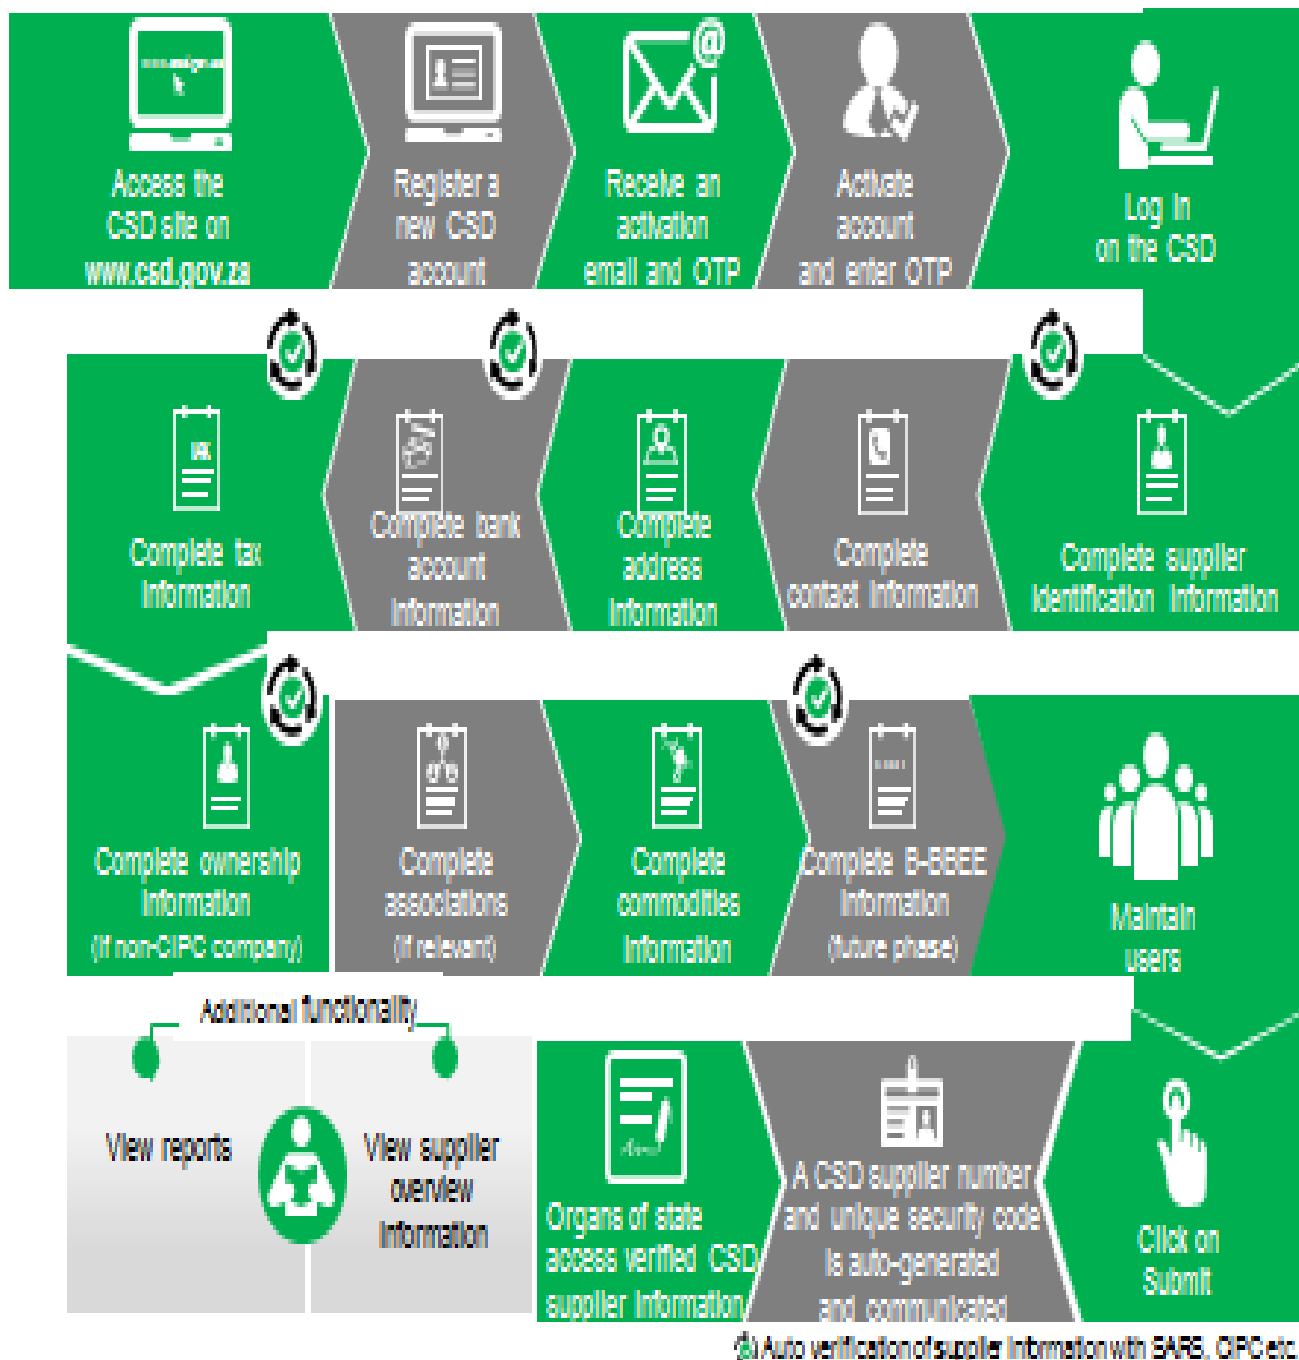 Access the
CSD site on
www.csd.gov.za
Register a
new CSD
account
Receive an
activation
email and OTP
Activate
account
and enter OTP
Log in
on the CSD
Complete supplier
identification information
Complete
contact information
Complete
address
information
Complete bank
account
information
TAX
Complete tax
information
Complete ownership
information
(if non-CIPC company)
Complete
associations
(if relevant)
Complete
commodities
information
Complete B-BBEE
information
(future phase)
Maintain
users
Click on
Submit
A CSD supplier number
and unique security code
is auto-generated
and communicated
Organs of state
access verified CSD
supplier information
Additional functionality
View reports
View supplier
overview
information
Auto verification of supplier information with SARS, CIPC etc.